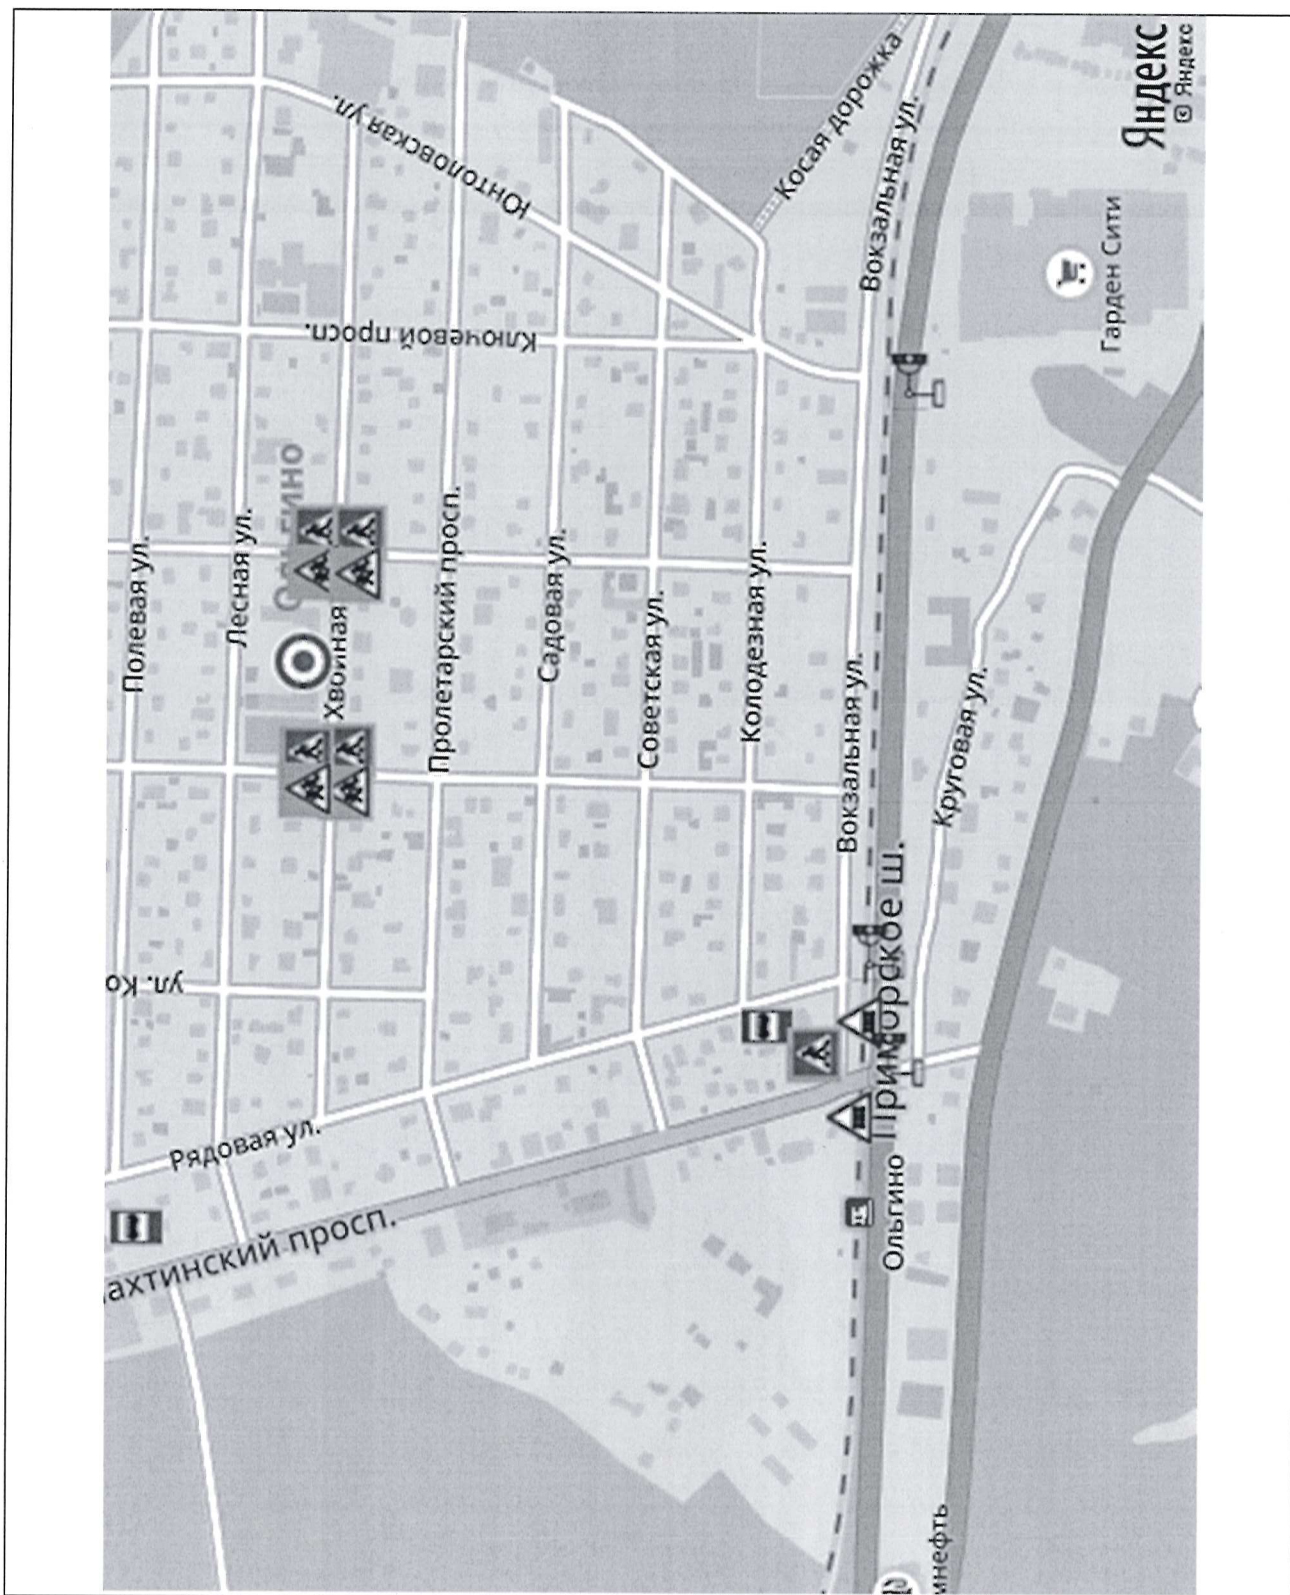 Полевая ул.
Лесная ул.
Хвойная
Пролетарский просп.
Садовая ул.
Советская ул.
Колодезная ул.
Вокзальная ул.
Вокзальная ул.
Косая дорожка
Юнтоловская ул.
Ключевой просп.
ул. Ко
Рядовая ул.
ахтинский просп.
Приморское ш.
Ольгино
Круговая ул.
Гарден Сити
мнефть
Яндекс
© Яндекс